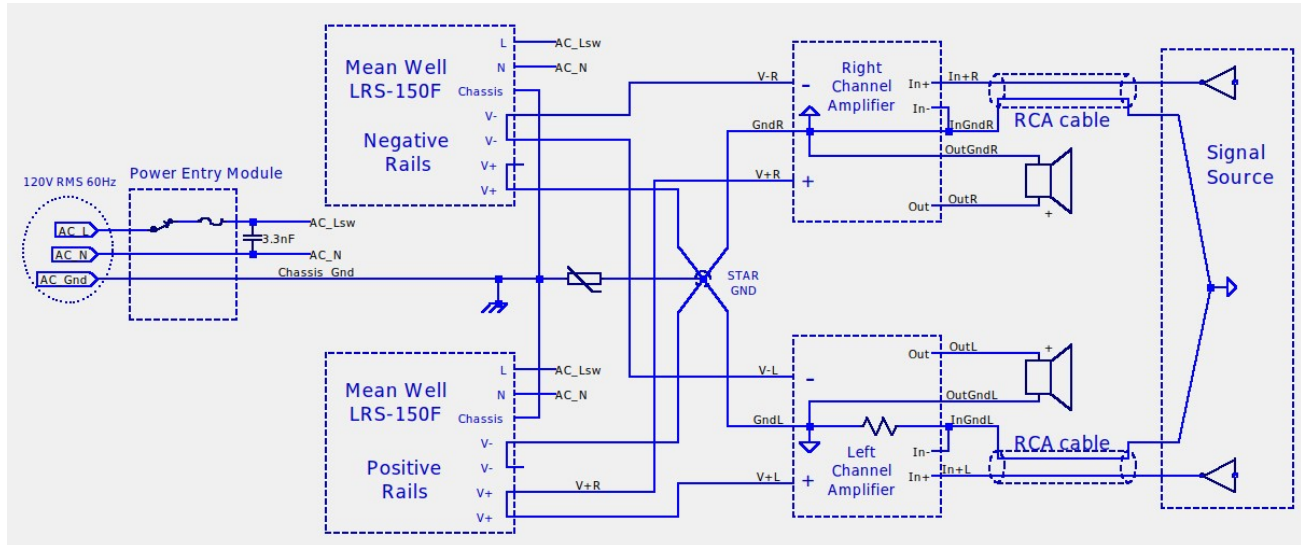 120V RMS 60Hz
AC_L
AC_N
AC_Gnd
Power Entry Module
3.3nF
AC_Lsw
AC_N
Chassis_Gnd
Mean Well
LRS-150F
Negative
Rails
L
N
Chassis
V-
V-
V+
V+
AC_Lsw
AC_N
Mean Well
LRS-150F
Positive
Rails
L
N
Chassis
V-
V-
V+
V+
AC_Lsw
AC_N
V+R
STAR
GND
V-R
GndR
V+R
-
+
Right
Channel
Amplifier
In+
In-
Out
In+R
InGndR
OutGndR
OutR
+
RCA cable
V-L
GndL
V+L
-
+
Left
Channel
Amplifier
Out
In-
In+
OutL
OutGndL
InGndL
In+L
+
RCA cable
Signal
Source